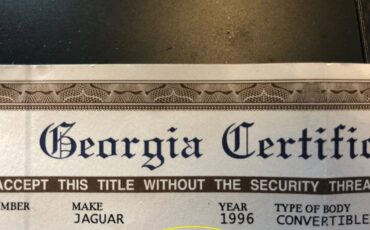 Georgia Certific
ACCEPT THIS TITLE WITHOUT THE SECURITY THREA
MBER MAKE YEAR TYPE OF BODY
JAGUAR 1996 CONVERTIBLE